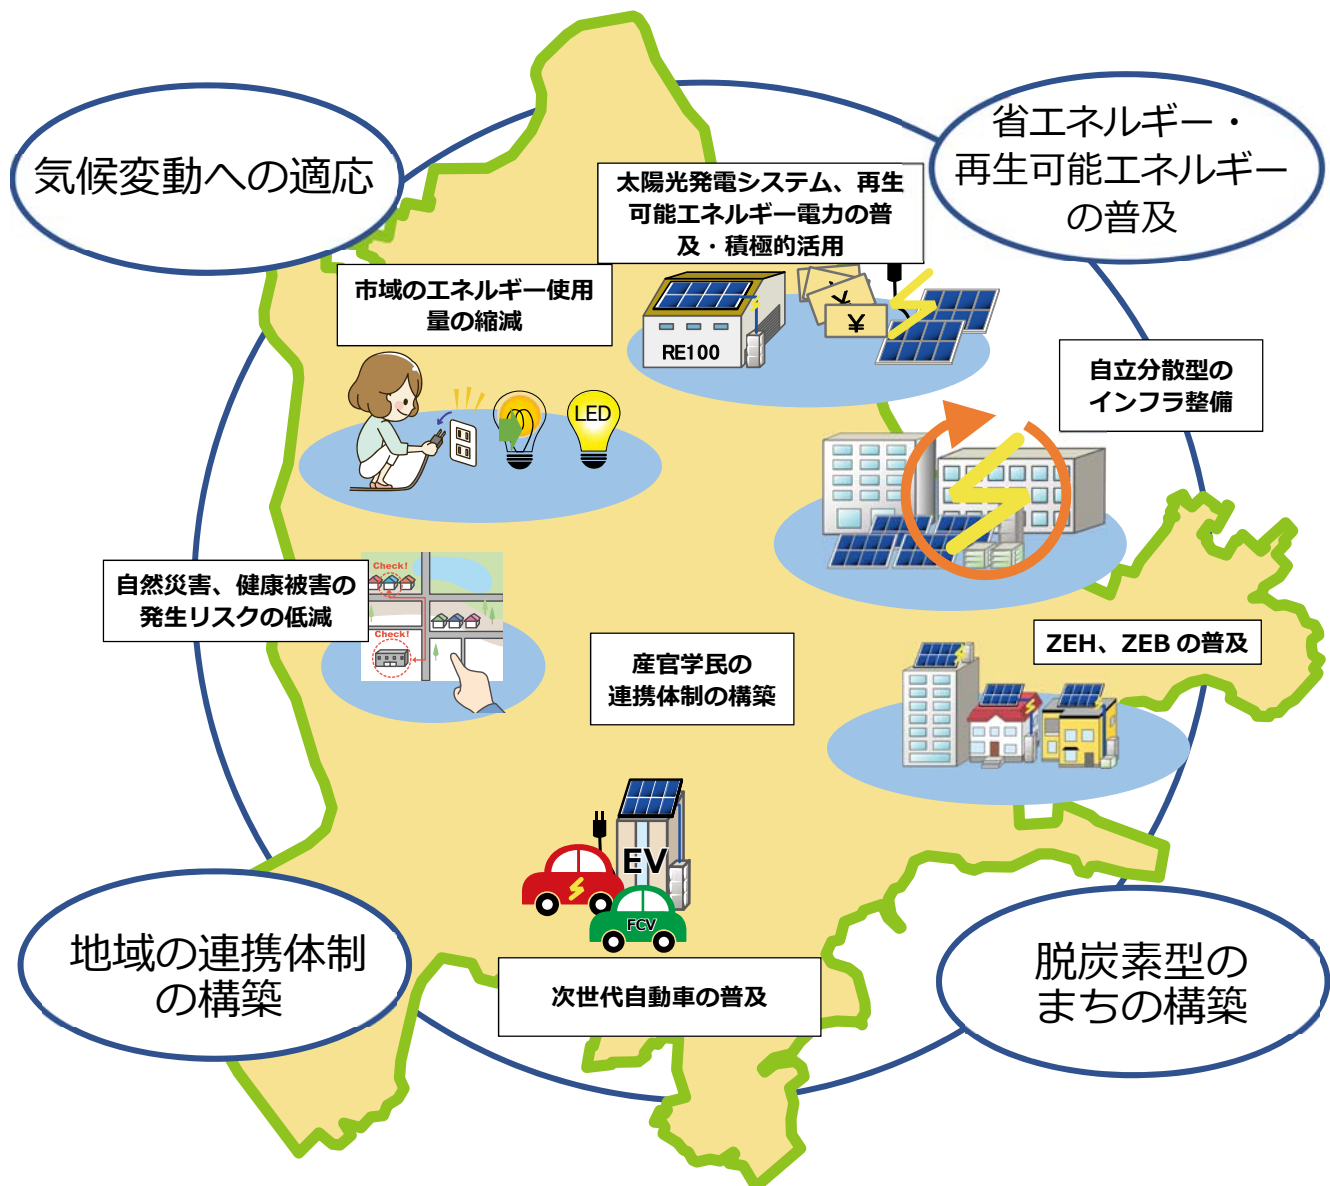 気候変動への適応
省エネルギー・
再生可能エネルギー
の普及
太陽光発電システム、再生
可能エネルギー電力の普
及・積極的活用
市域のエネルギー使用
量の縮減
RE100
¥
¥
自立分散型の
インフラ整備
LED
自然災害、健康被害の
発生リスクの低減
Check!
Check!
産官学民の
連携体制の構築
ZEH、ZEB の普及
EV
FCV
次世代自動車の普及
地域の連携体制
の構築
脱炭素型の
まちの構築